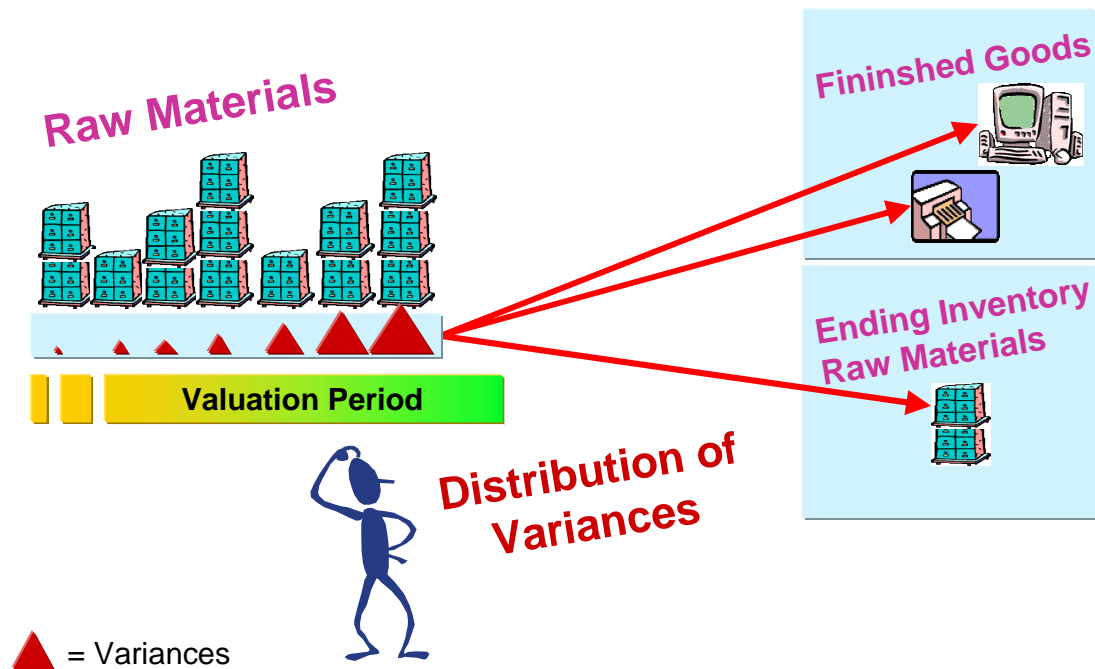 Raw Materials
Valuation Period
Distribution of
Variances
= Variances
Fininshed Goods
Ending Inventory
Raw Materials